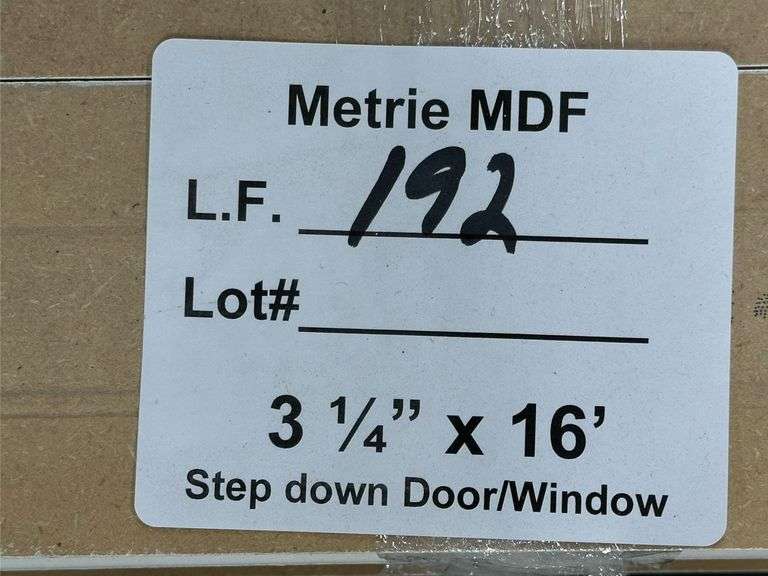 Metrie MDF
L.F. 192
Lot#
3 ¼” x 16’
Step down Door/Window